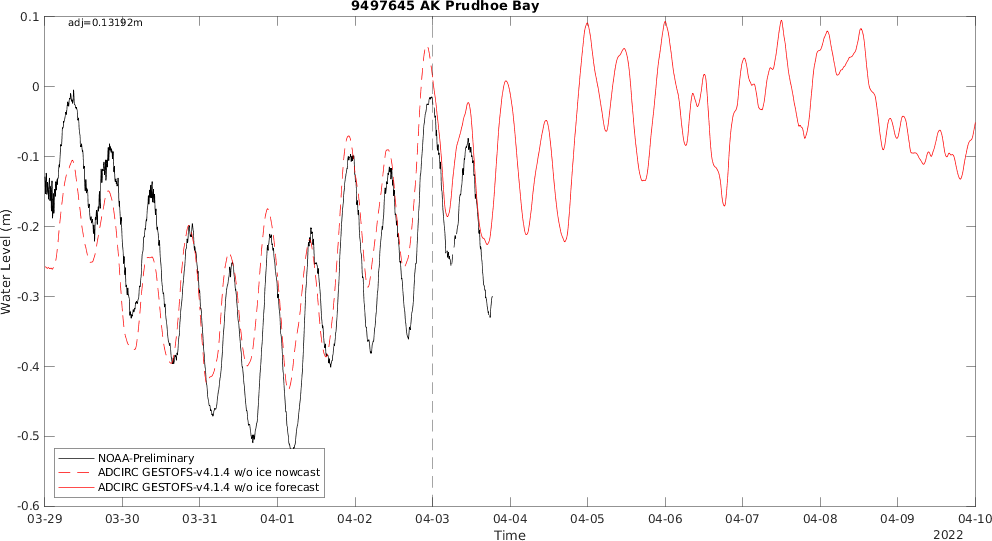 9497645 AK Prudhoe Bay
adj=0.13192m
0.1
0
-0.1
-0.2
-0.3
-0.4
-0.5
-0.6
Water Level (m)
NOAA-Preliminary
ADCIRC GESTOFS-v4.1.4 w/o ice nowcast
ADCIRC GESTOFS-v4.1.4 w/o ice forecast
03-29 03-30 03-31 04-01 04-02 04-03 04-04 04-05 04-06 04-07 04-08 04-09 04-10
Time
2022